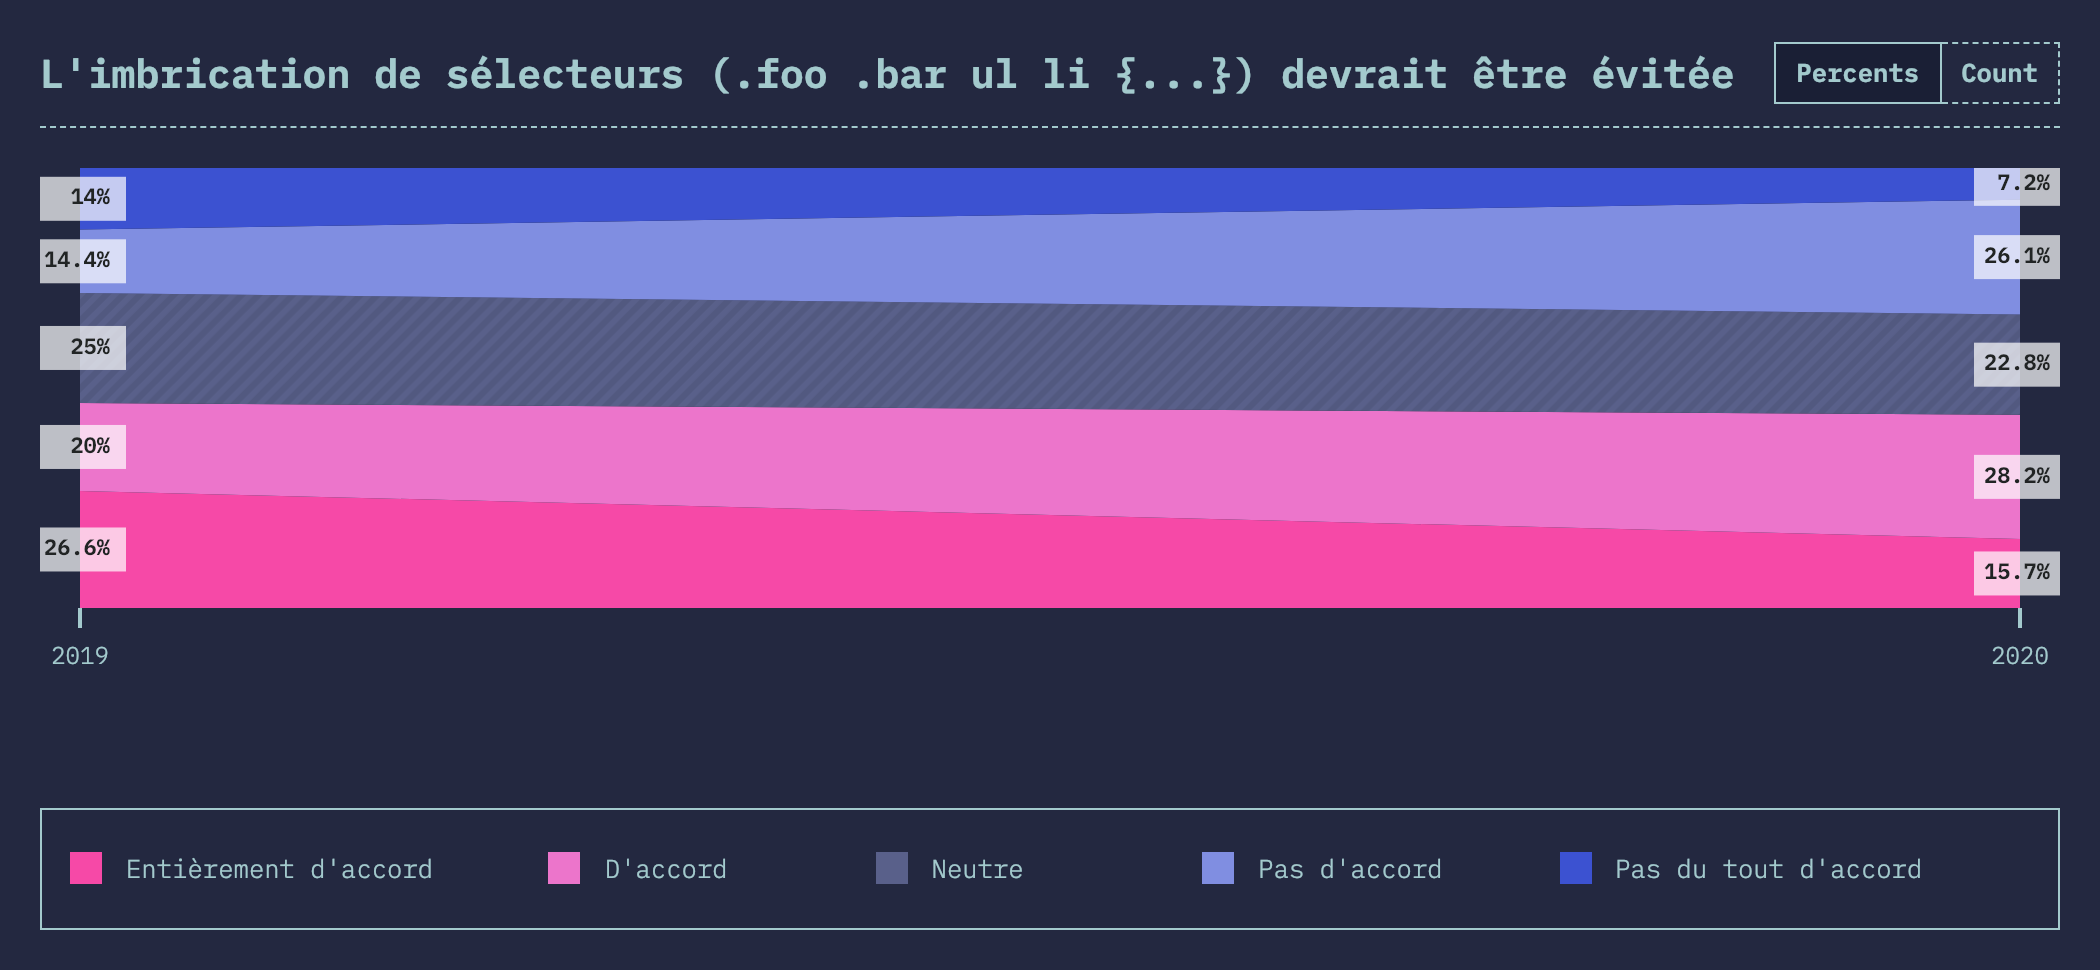 L'imbrication de sélecteurs (.foo .bar ul li {...}) devrait être évitée
Percents Count
14% 7.2%
14.4% 26.1%
25% 22.8%
20% 28.2%
26.6% 15.7%
2019 2020
Entièrement d'accord D'accord Neutre Pas d'accord Pas du tout d'accord